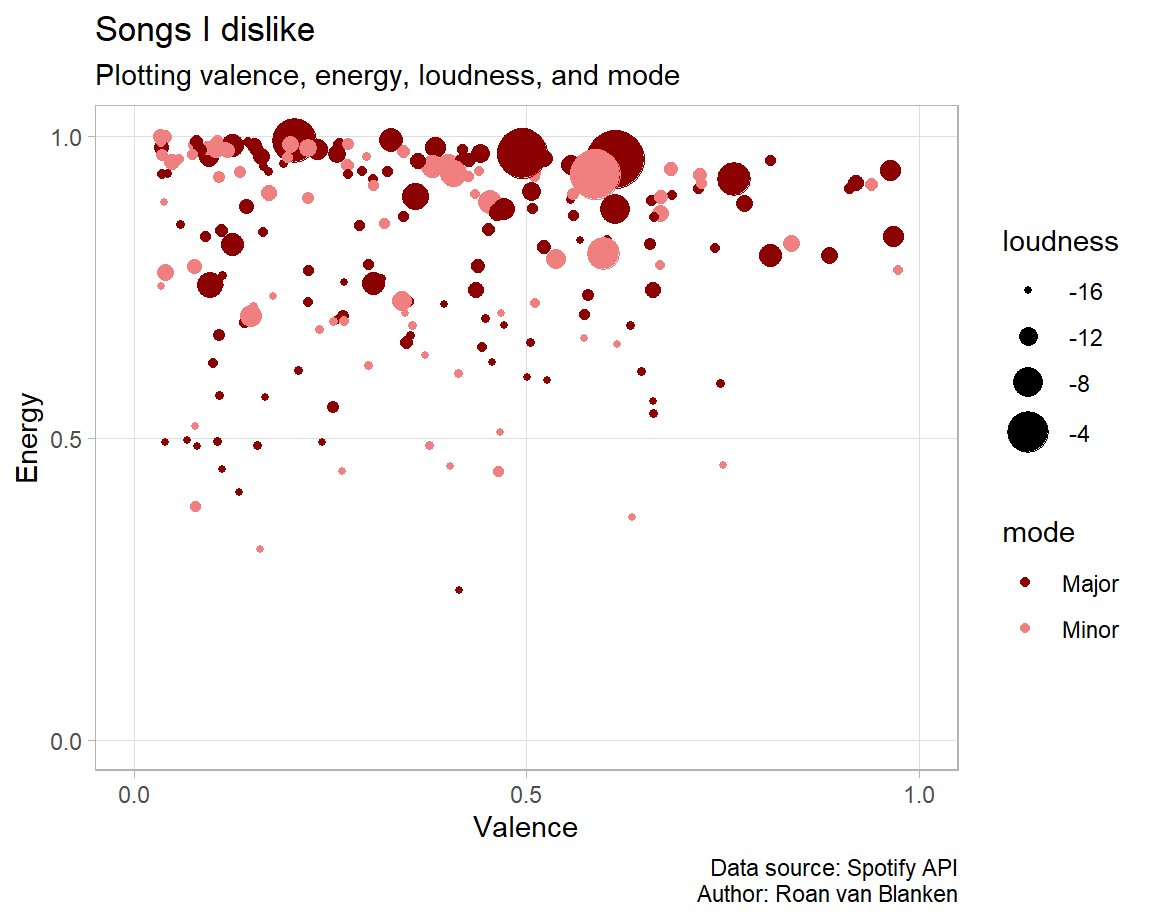 Songs I dislike
Plotting valence, energy, loudness, and mode
1.0
0.5
0.0
Energy
0.0
0.5
1.0
Valence
loudness
-16
-12
-8
-4
mode
Major
Minor
Data source: Spotify API
Author: Roan van Blanken